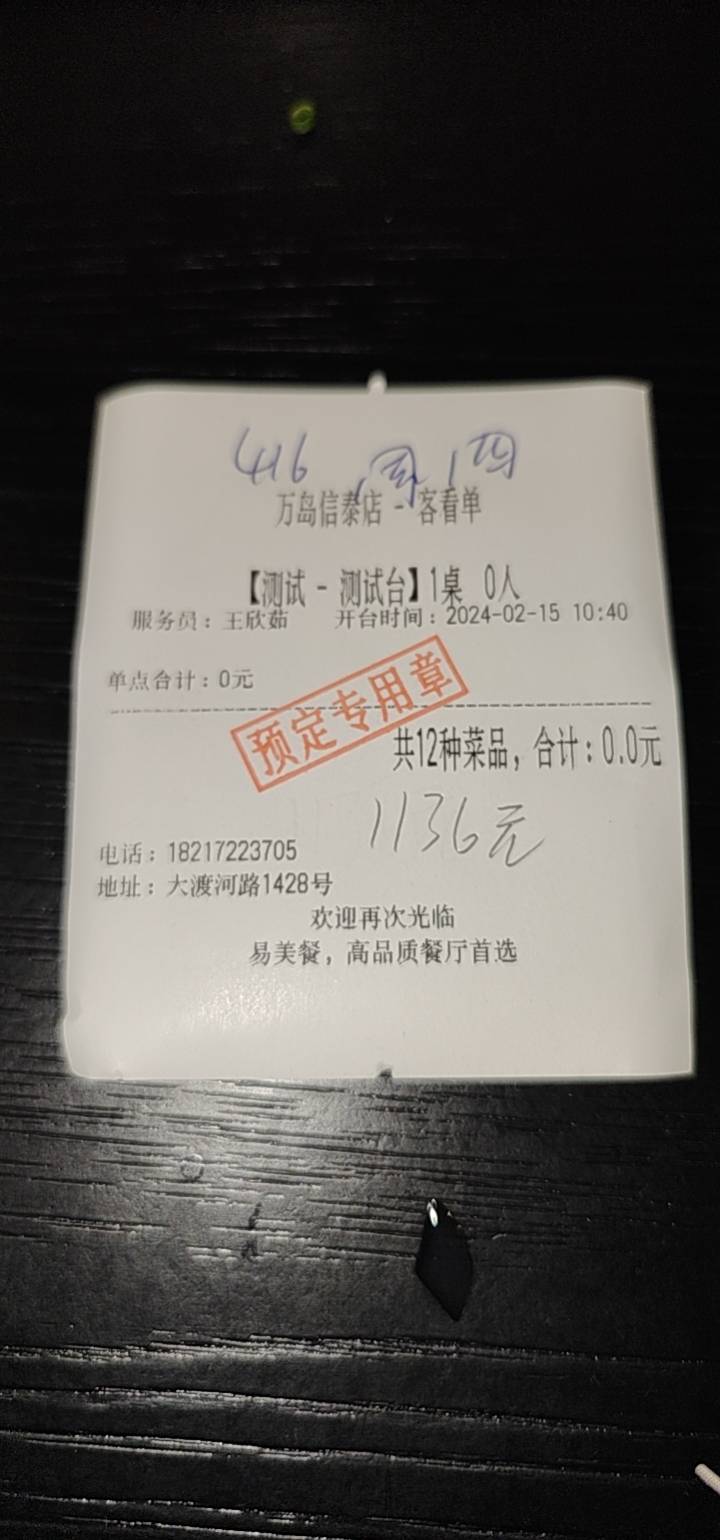 416
万岛信泰店 - 客看单
【测试 - 测试台】1桌 0人
服务员：王欣茹 开台时间：2024-02-15 10:40
单点合计：0元
预定专用章
共12种菜品，合计：0.0元
1136元
电话：18217223705
地址：大渡河路1428号
欢迎再次光临
易美餐，高品质餐厅首选